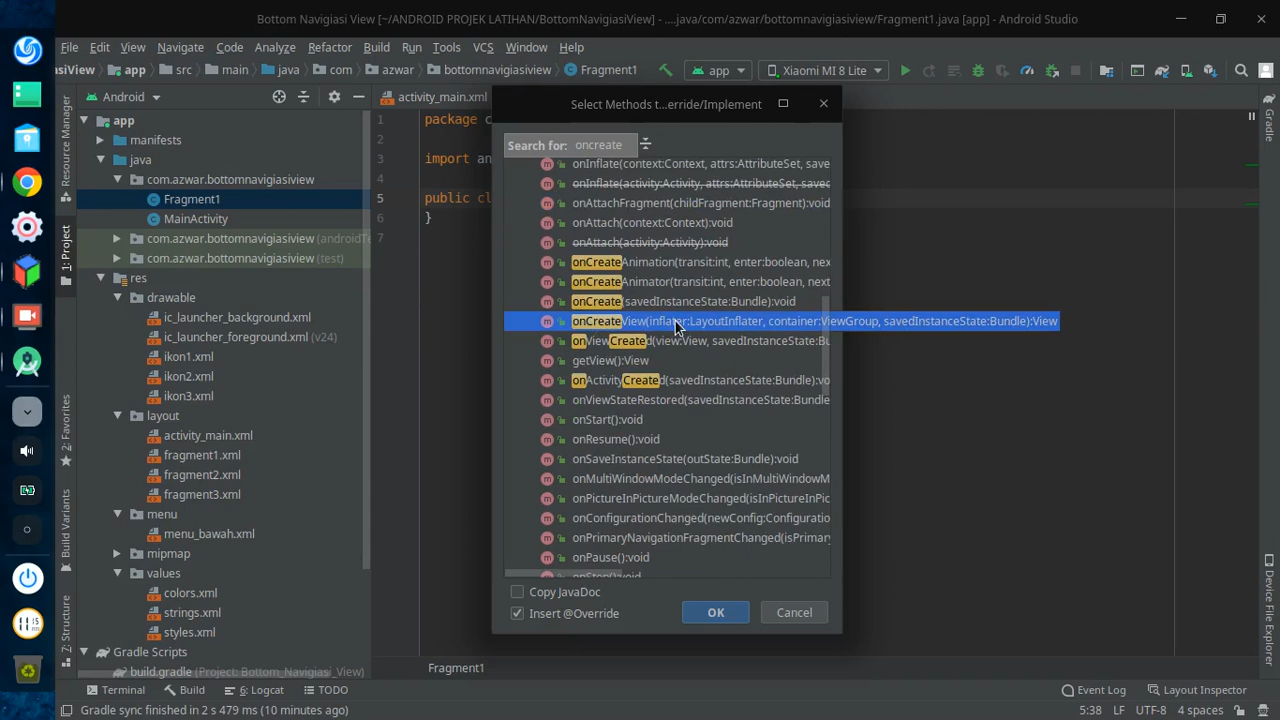 Bottom Navigiasi View [~/ANDROID PROJEK LATIHAN/BottomNavigiasiView] - ....java/com/azwar/bottomnavigiasiview/Fragment1.java [app] - Android Studio
File Edit View Navigate Code Analyze Refactor Build Run Tools VCS Window Help
asiView app src main java com azwar bottomnavigiasiview Fragment1 app Xiaomi MI 8 Lite
Resource Manager
1: Project
2: Favorites
Build Variants
7: Structure
Android
app
manifests
java
com.azwar.bottomnavigiasiview
Fragment1
MainActivity
com.azwar.bottomnavigiasiview (androidTe
com.azwar.bottomnavigiasiview (test)
res
drawable
ic_launcher_background.xml
ic_launcher_foreground.xml (v24)
ikon1.xml
ikon2.xml
ikon3.xml
layout
activity_main.xml
fragment1.xml
fragment2.xml
fragment3.xml
menu
menu_bawah.xml
mipmap
values
colors.xml
strings.xml
styles.xml
Gradle Scripts
build.gradle (Project: Bottom_Navigiasi_View)
activity_main.xml
1 package c
2
3 import an
4
5 public cl
6 }
7
Select Methods t...erride/Implement
Search for: oncreate
onInflate(context:Context, attrs:AttributeSet, save
onInflate(activity:Activity, attrs:AttributeSet, saved
onAttachFragment(childFragment:Fragment):void
onAttach(context:Context):void
onAttach(activity:Activity):void
onCreateAnimation(transit:int, enter:boolean, nex
onCreateAnimator(transit:int, enter:boolean, next
onCreate(savedInstanceState:Bundle):void
onCreateView(inflater:LayoutInflater, container:ViewGroup, savedInstanceState:Bundle):View
onViewCreated(view:View, savedInstanceState:Bu
getView():View
onActivityCreated(savedInstanceState:Bundle):vo
onViewStateRestored(savedInstanceState:Bundle
onStart():void
onResume():void
onSaveInstanceState(outState:Bundle):void
onMultiWindowModeChanged(isInMultiWindowM
onPictureInPictureModeChanged(isInPictureInPic
onConfigurationChanged(newConfig:Configuratio
onPrimaryNavigationFragmentChanged(isPrimary
onPause():void
onStop():void
Copy JavaDoc
Insert @Override
OK Cancel
Fragment1
Gradle
Device File Explorer
Terminal Build 6: Logcat TODO Event Log Layout Inspector
Gradle sync finished in 2 s 479 ms (10 minutes ago) 5:38 LF UTF-8 4 spaces